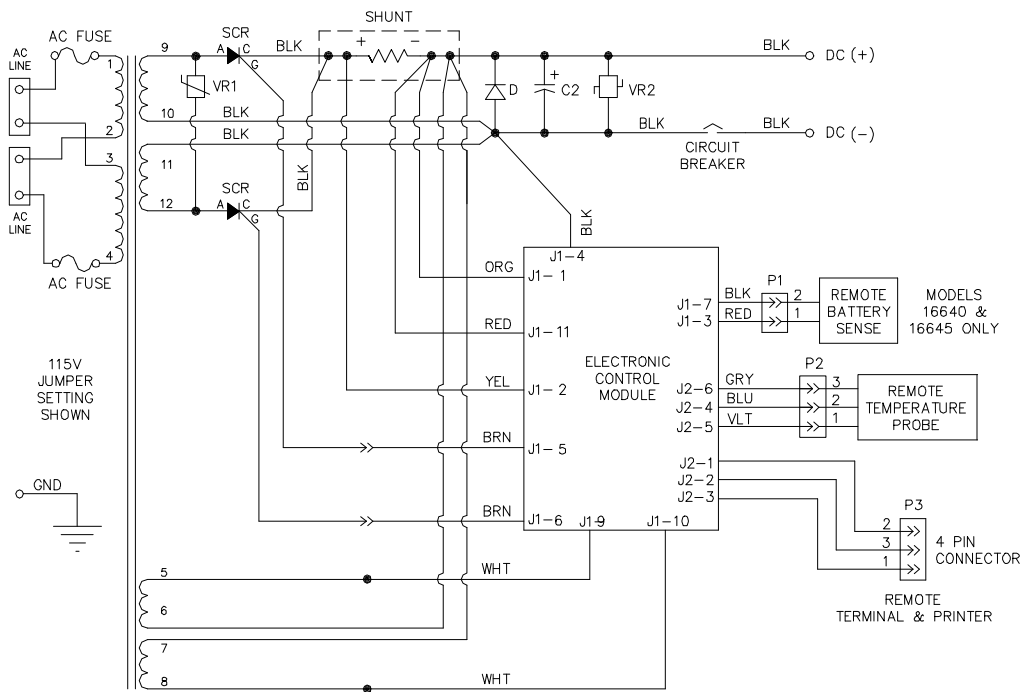 SHUNT
AC FUSE
SCR
AC
LINE
1
9
A
C
G
BLK
+
-
BLK
DC (+)
VR1
D
+
C2
VR2
2
10
BLK
BLK
BLK
BLK
DC (-)
CIRCUIT
BREAKER
3
11
BLK
AC
LINE
12
SCR
A
C
G
4
AC FUSE
BLK
J1-4
ORG
J1- 1
P1
BLK
2
J1-7
RED
1
J1-3
REMOTE
BATTERY
SENSE
MODELS
16640 &
16645 ONLY
RED
J1-11
115V
JUMPER
SETTING
SHOWN
ELECTRONIC
CONTROL
MODULE
YEL
J1- 2
P2
GRY
3
J2-6
BLU
2
J2-4
VLT
1
J2-5
REMOTE
TEMPERATURE
PROBE
BRN
J1- 5
J2-1
J2-2
J2-3
GND
BRN
J1-6
J1-9
J1-10
P3
2
3
1
4 PIN
CONNECTOR
REMOTE
TERMINAL & PRINTER
5
WHT
6
7
8
WHT